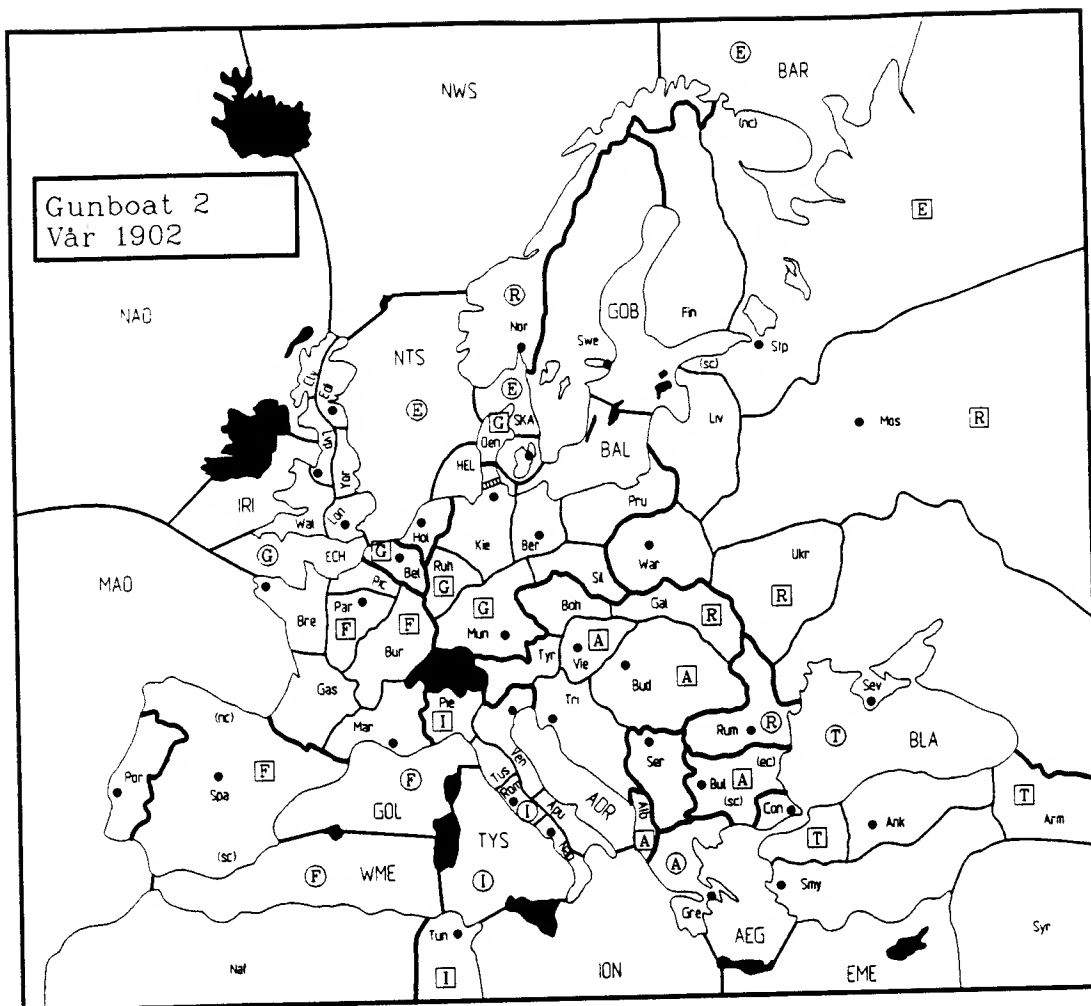 E
BAR
NWS
(nc)
Gunboat 2
Vår 1902
E
R
NAO
GOB
Fin
Nor
Stp
NTS
Swe
(sc)
Cly
Edi
E
E
Liv
Mos
R
G
SKA
Den
Lvp
BAL
HEL
Yor
Pru
IRI
Wal
Lon
Hol
Kie
Ber
War
Ukr
G
ECH
G
Bel
Ruh
MAO
Pic
G
Sil
R
Boh
Gal
R
Par
F
G
Bre
F
Mun
A
Bur
Tyr
Vie
Bud
A
Gas
Sev
(nc)
Pie
Tri
Mar
I
Rum
R
T
BLA
Ven
Ser
(ec)
Por
F
Tus
Bul
A
T
Spa
F
Rom
ADR
(sc)
GOL
I
Apu
Con
TYS
Alb
Ank
Arm
Nap
A
T
(sc)
A
F
WME
I
Smy
Gre
Tun
AEG
Syr
Naf
ION
EME
I